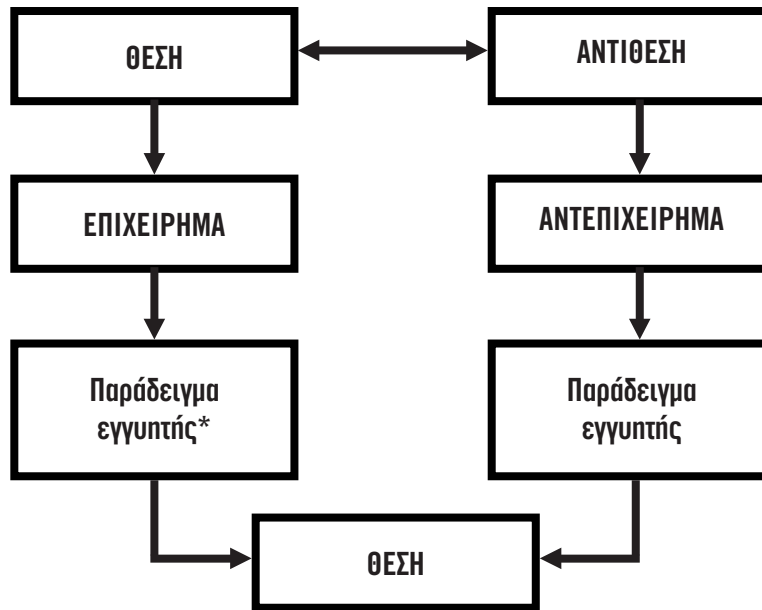 ΘΕΣΗ
ΑΝΤΙΘΕΣΗ
ΕΠΙΧΕΙΡΗΜΑ
ΑΝΤΕΠΙΧΕΙΡΗΜΑ
Παράδειγμα
εγγυητής*
Παράδειγμα
εγγυητής
ΘΕΣΗ